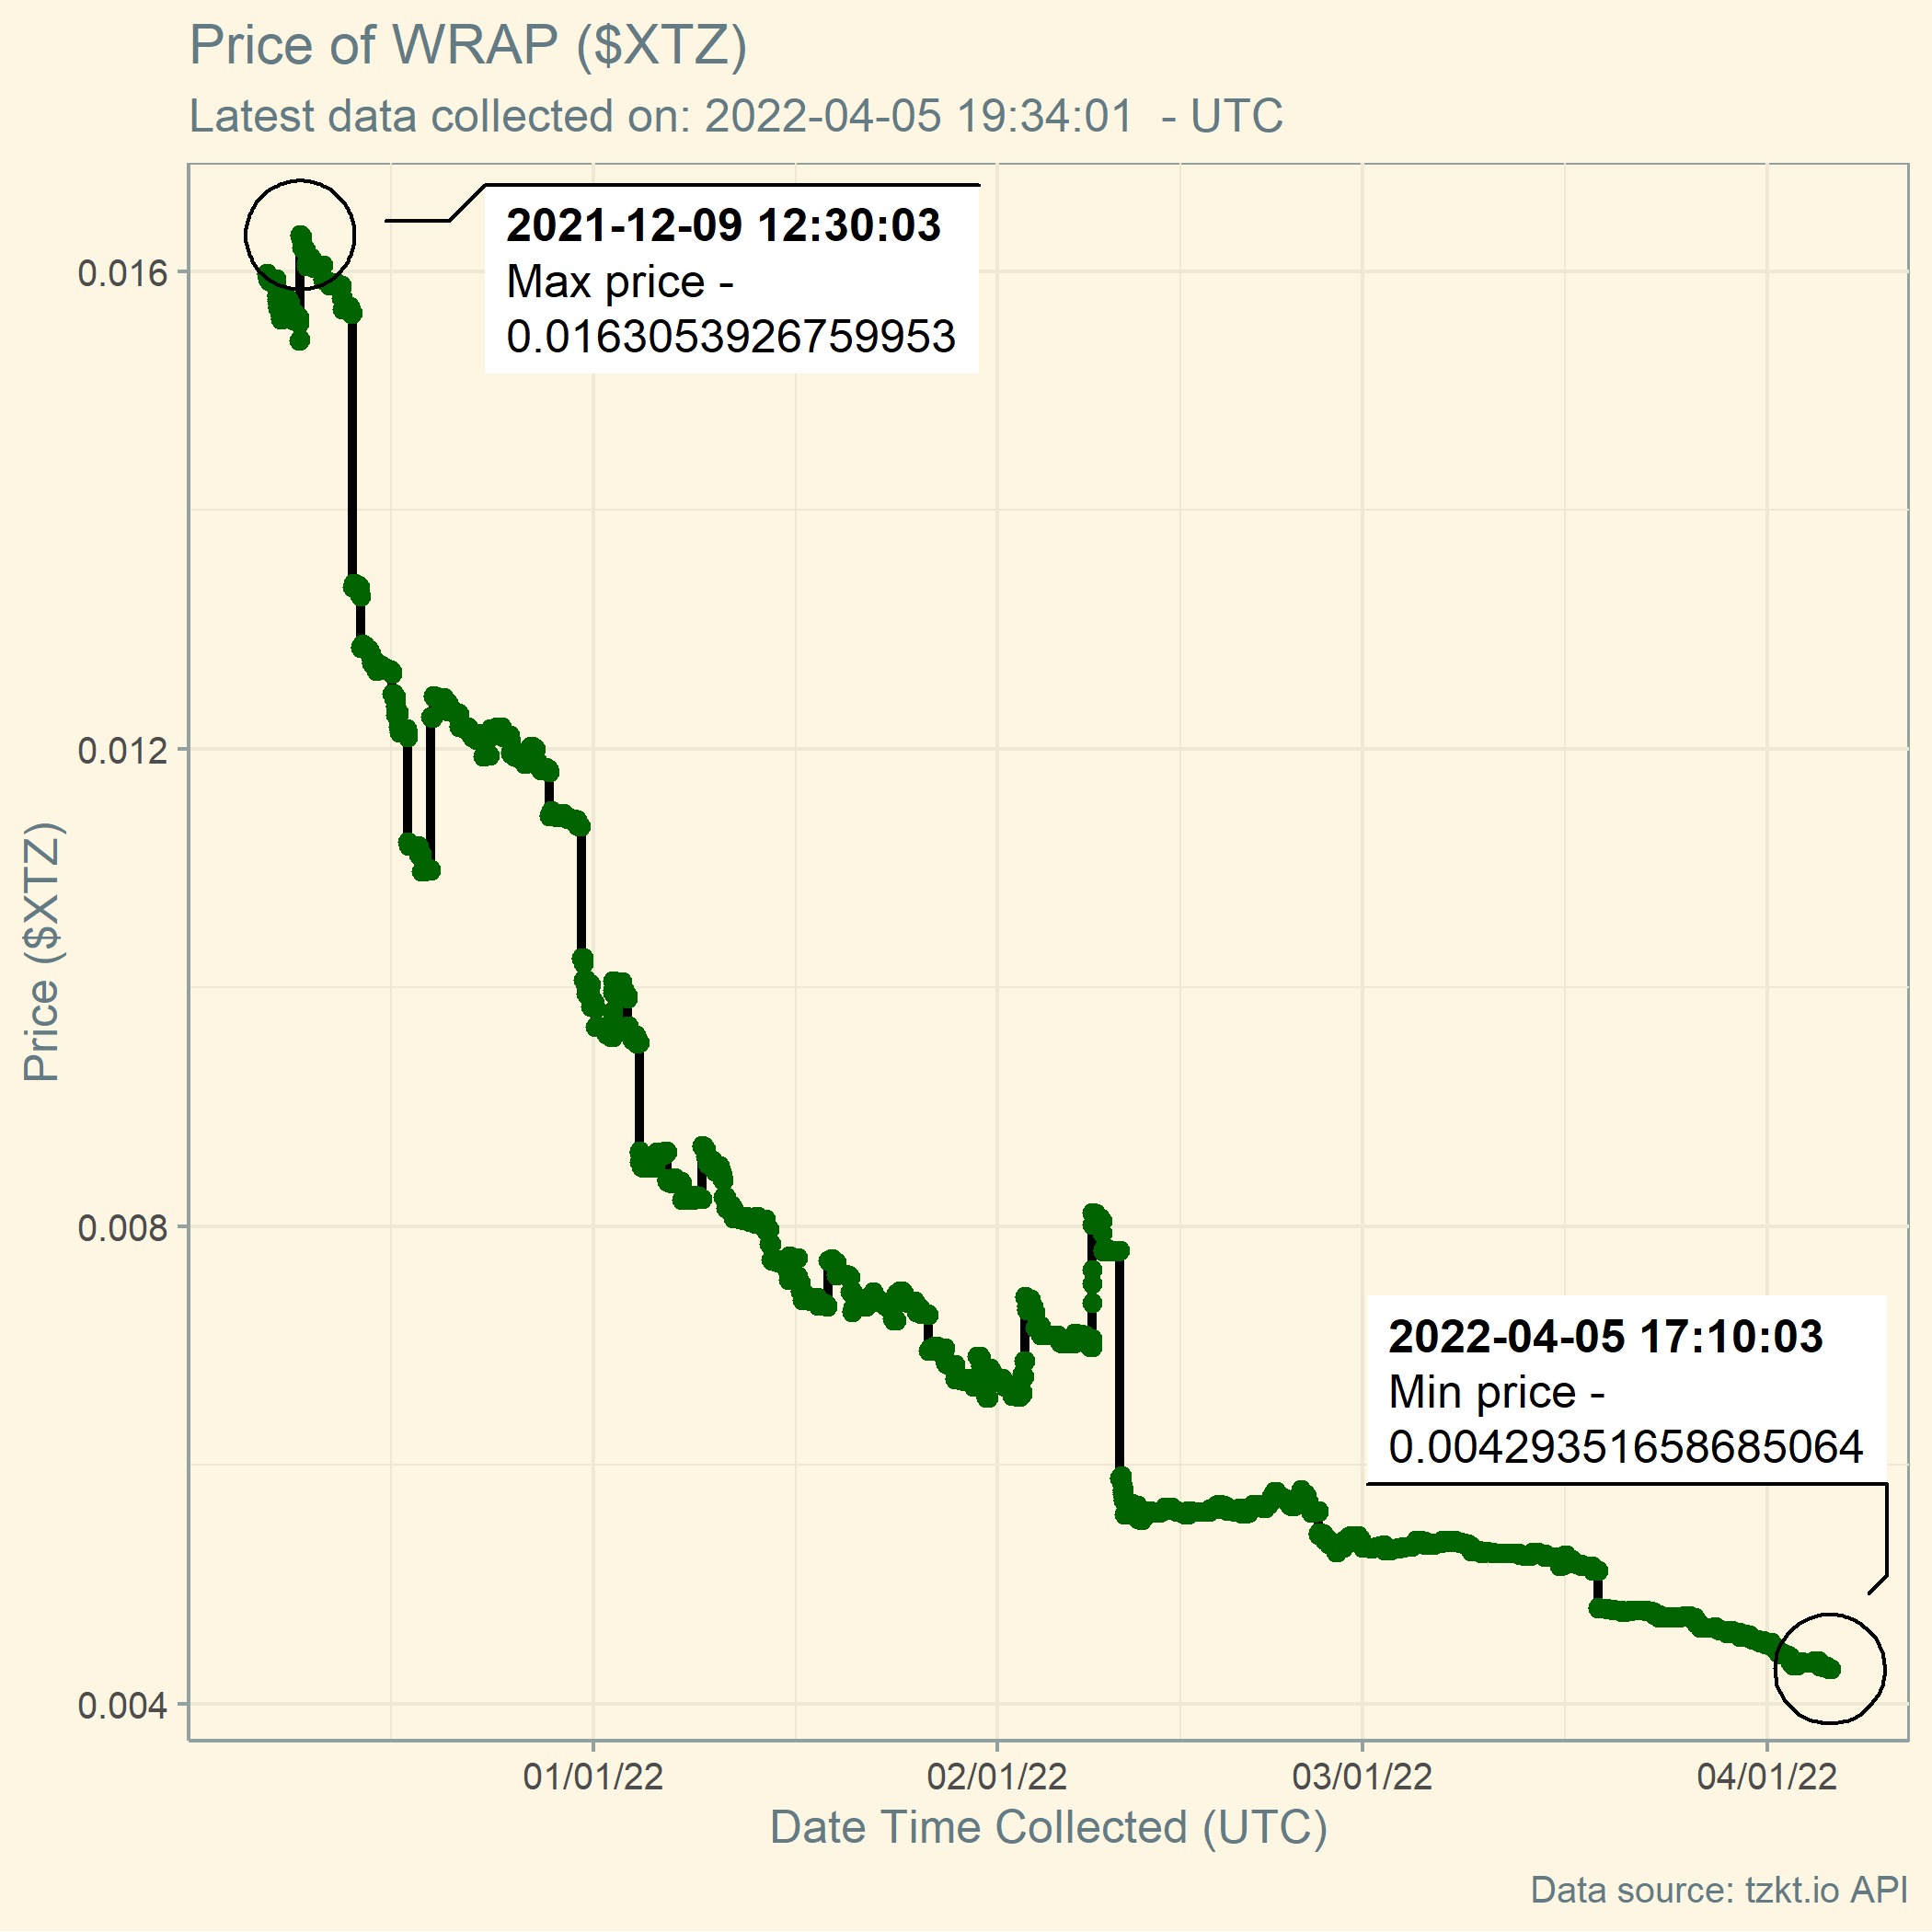 Price of WRAP ($XTZ)
Latest data collected on: 2022-04-05 19:34:01  - UTC
2021-12-09 12:30:03
Max price -
0.0163053926759953
0.016
0.012
0.008
0.004
Price ($XTZ)
2022-04-05 17:10:03
Min price -
0.00429351658685064
01/01/22
02/01/22
03/01/22
04/01/22
Date Time Collected (UTC)
Data source: tzkt.io API